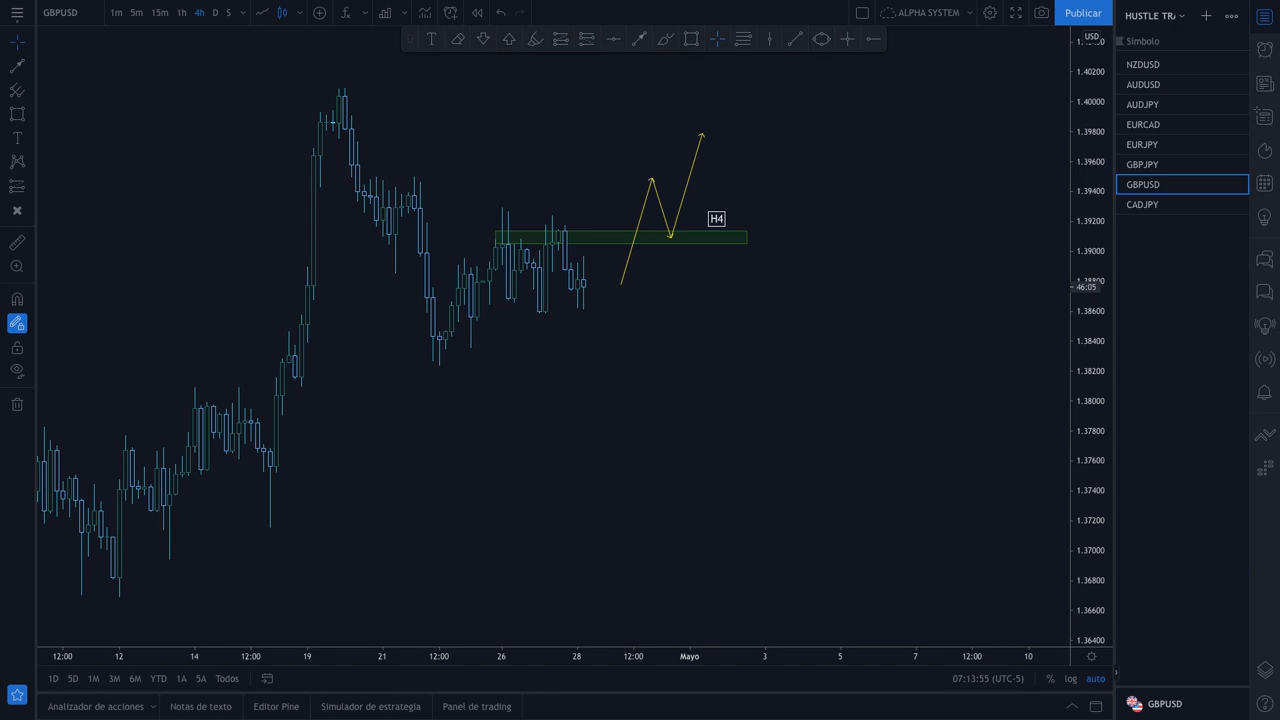 GBPUSD
1m 5m 15m 1h 4h D S
ALPHA SYSTEM
Publicar
HUSTLE TR
USD
Símbolo
NZDUSD
AUDUSD
AUDJPY
EURCAD
EURJPY
GBPJPY
GBPUSD
CADJPY
H4
1.40200
1.40000
1.39800
1.39600
1.39400
1.39200
1.39000
46:05
1.38600
1.38400
1.38200
1.38000
1.37800
1.37600
1.37400
1.37200
1.37000
1.36800
1.36600
1.36400
12:00 12 14 12:00 19 21 12:00 26 28 12:00 Mayo 3 5 7 12:00 10
1D 5D 1M 3M 6M YTD 1A 5A Todos
07:13:55 (UTC-5) % log auto
Analizador de acciones Notas de texto Editor Pine Simulador de estrategia Panel de trading
GBPUSD